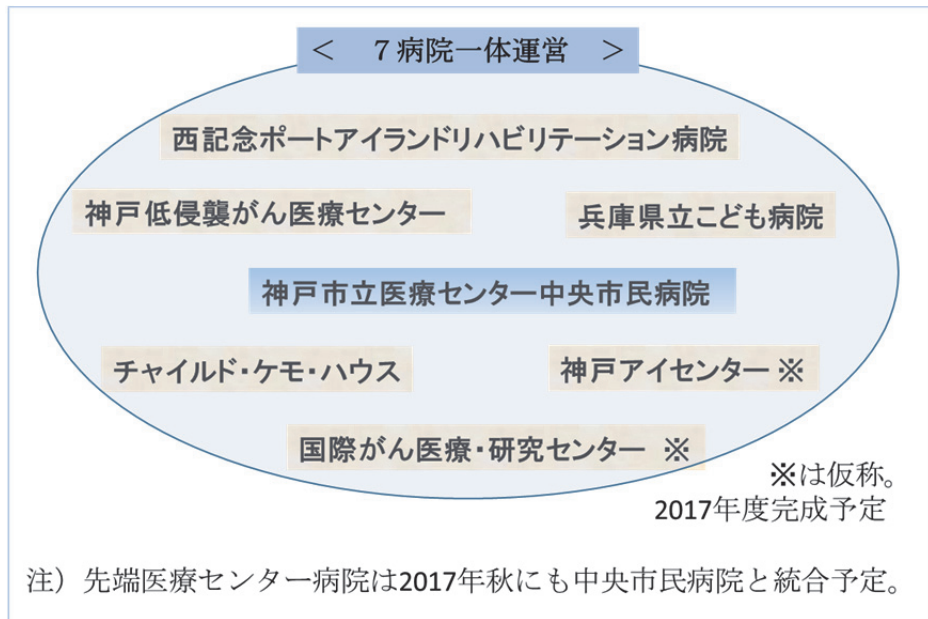 ＜　７病院一体運営　＞
西記念ポートアイランドリハビリテーション病院
神戸低侵襲がん医療センター
兵庫県立こども病院
神戸市立医療センター中央市民病院
チャイルド・ケモ・ハウス
神戸アイセンター ※
国際がん医療・研究センター　※
※は仮称。
2017年度完成予定
注）先端医療センター病院は2017年秋にも中央市民病院と統合予定。